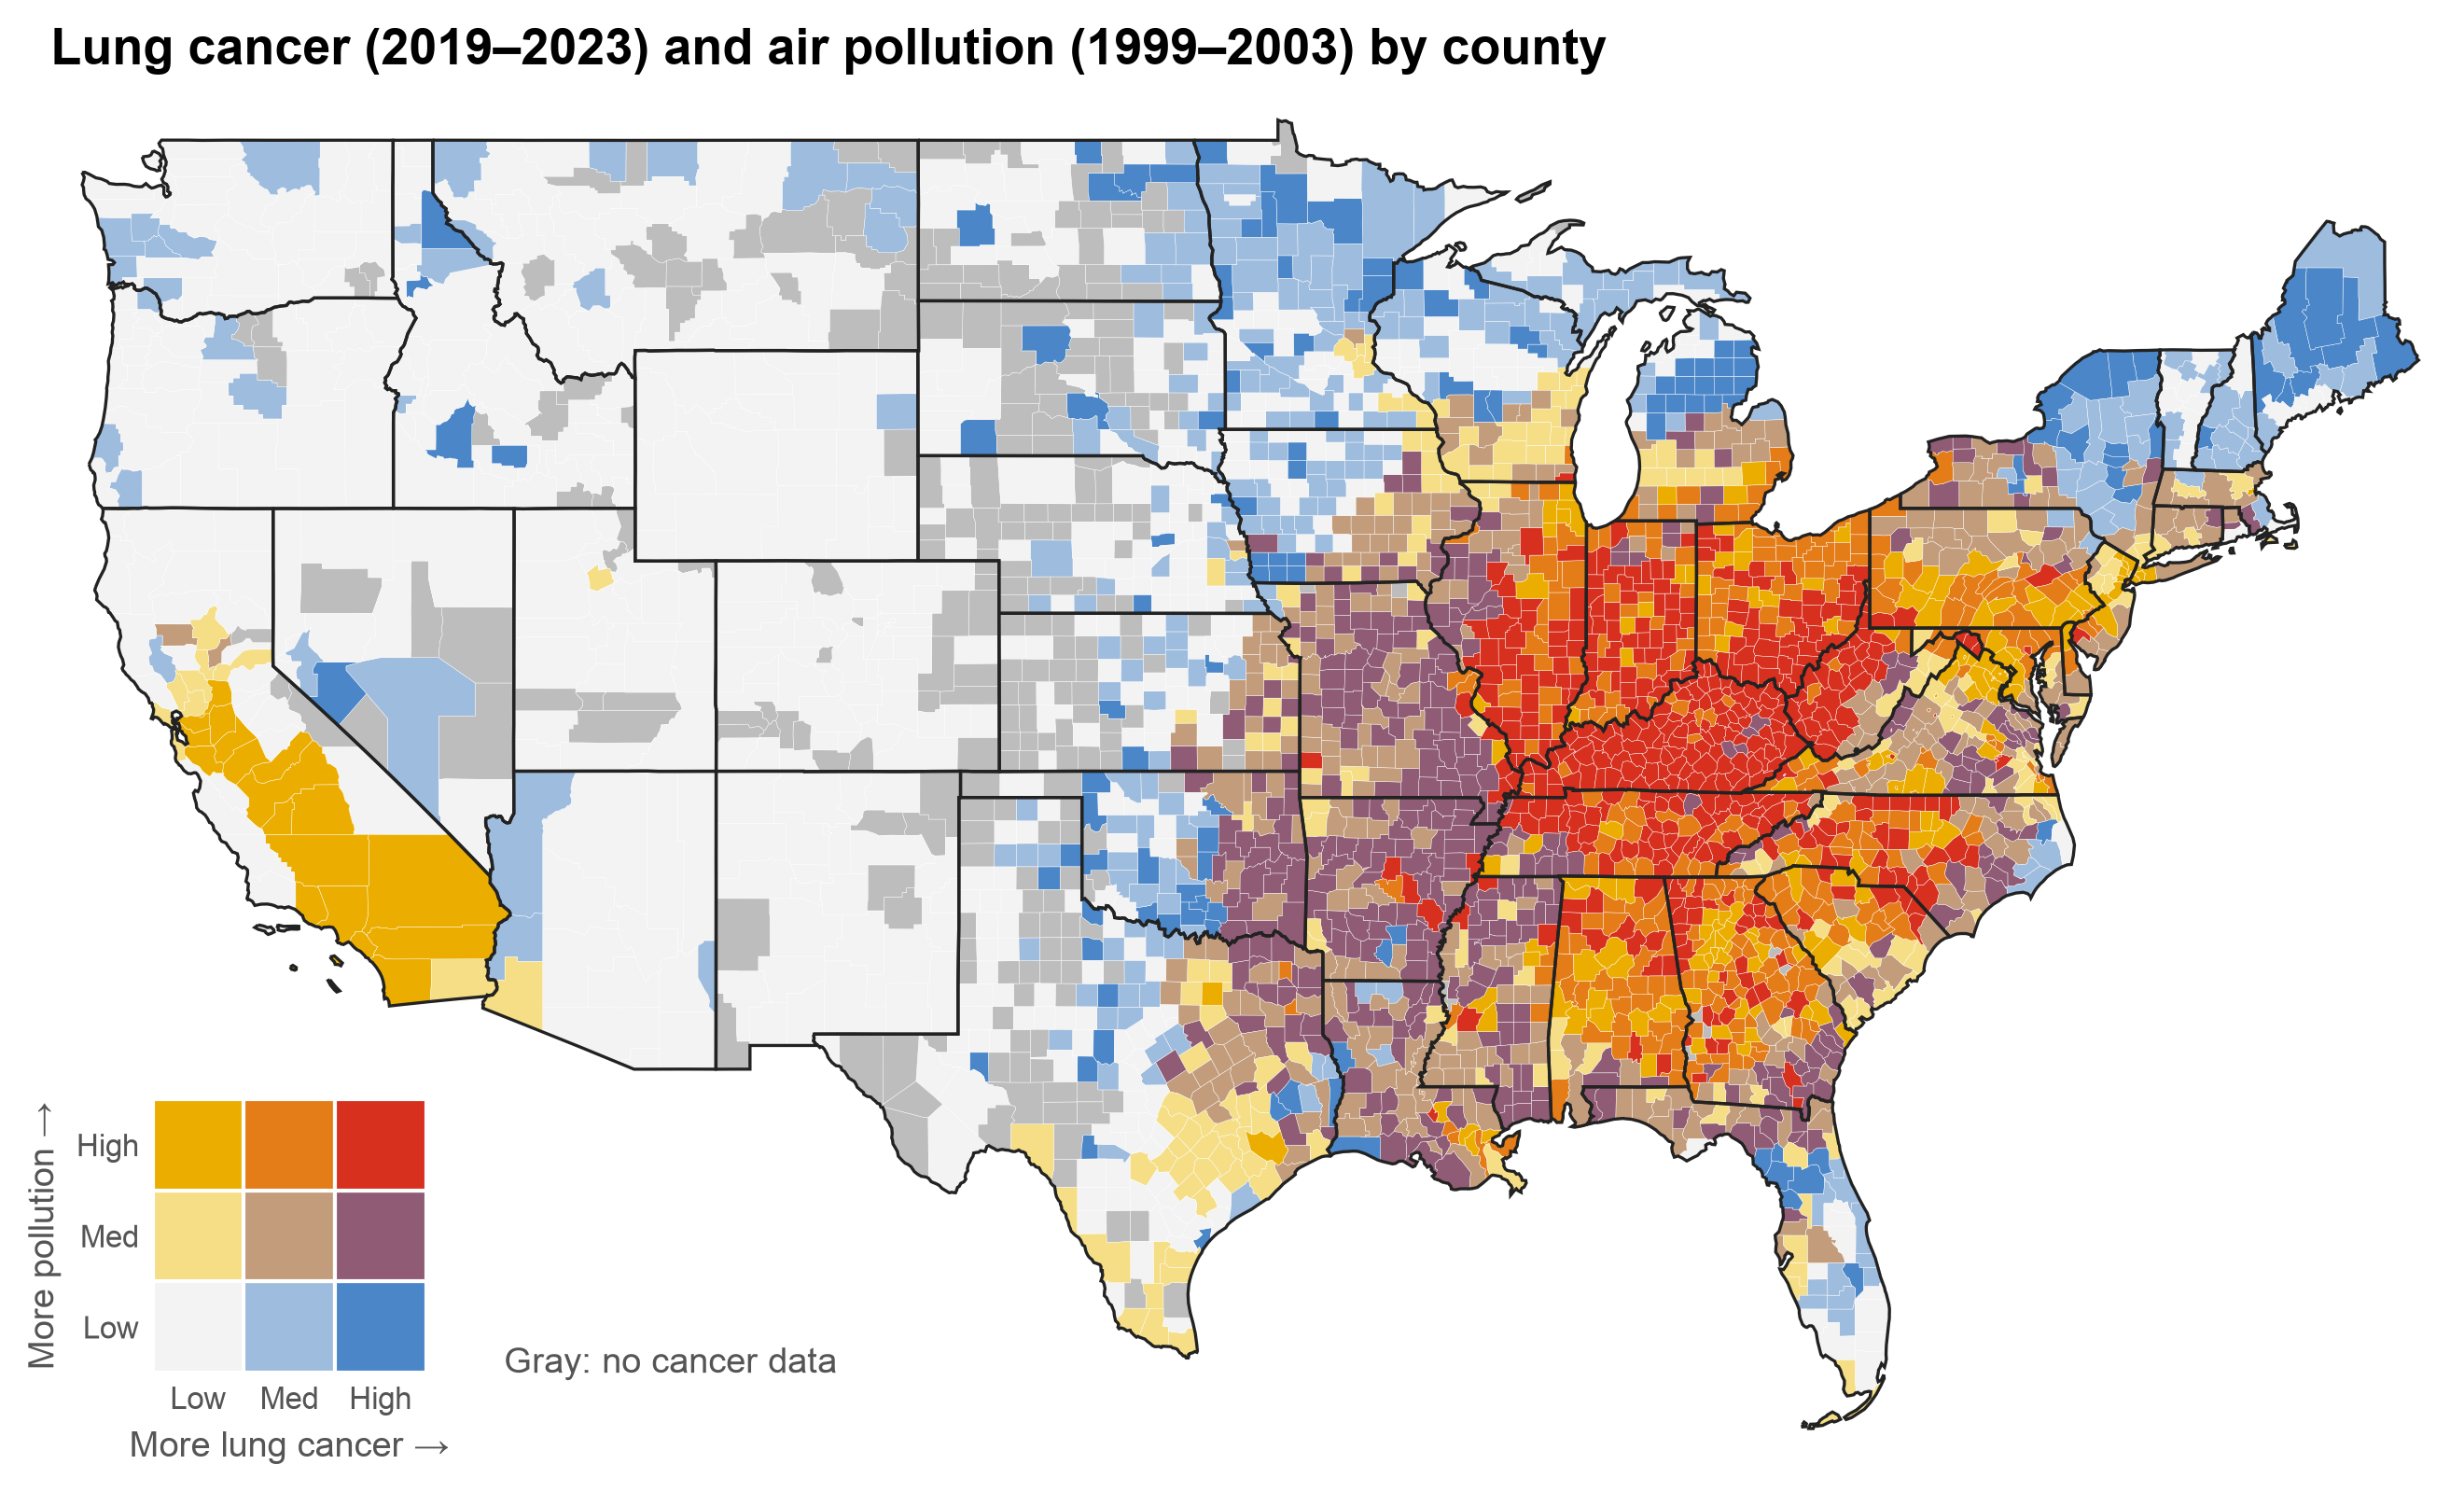 Lung cancer (2019–2023) and air pollution (1999–2003) by county
More pollution →
High
Med
Low
Low Med High
More lung cancer →
Gray: no cancer data